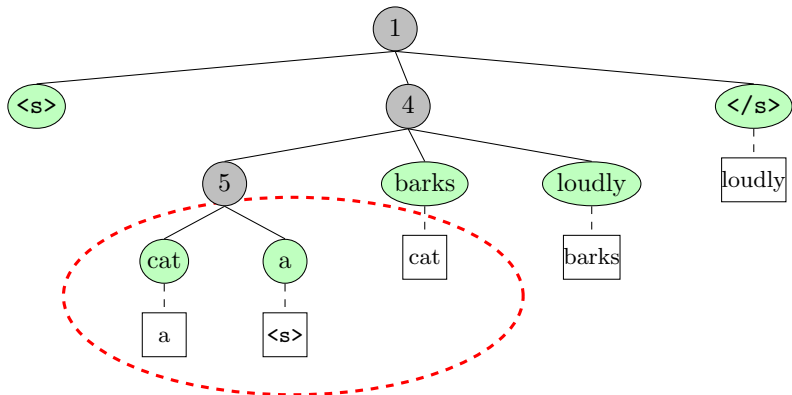 1
<s> 4 </s>
5 barks loudly loudly
cat a cat barks
a <s>